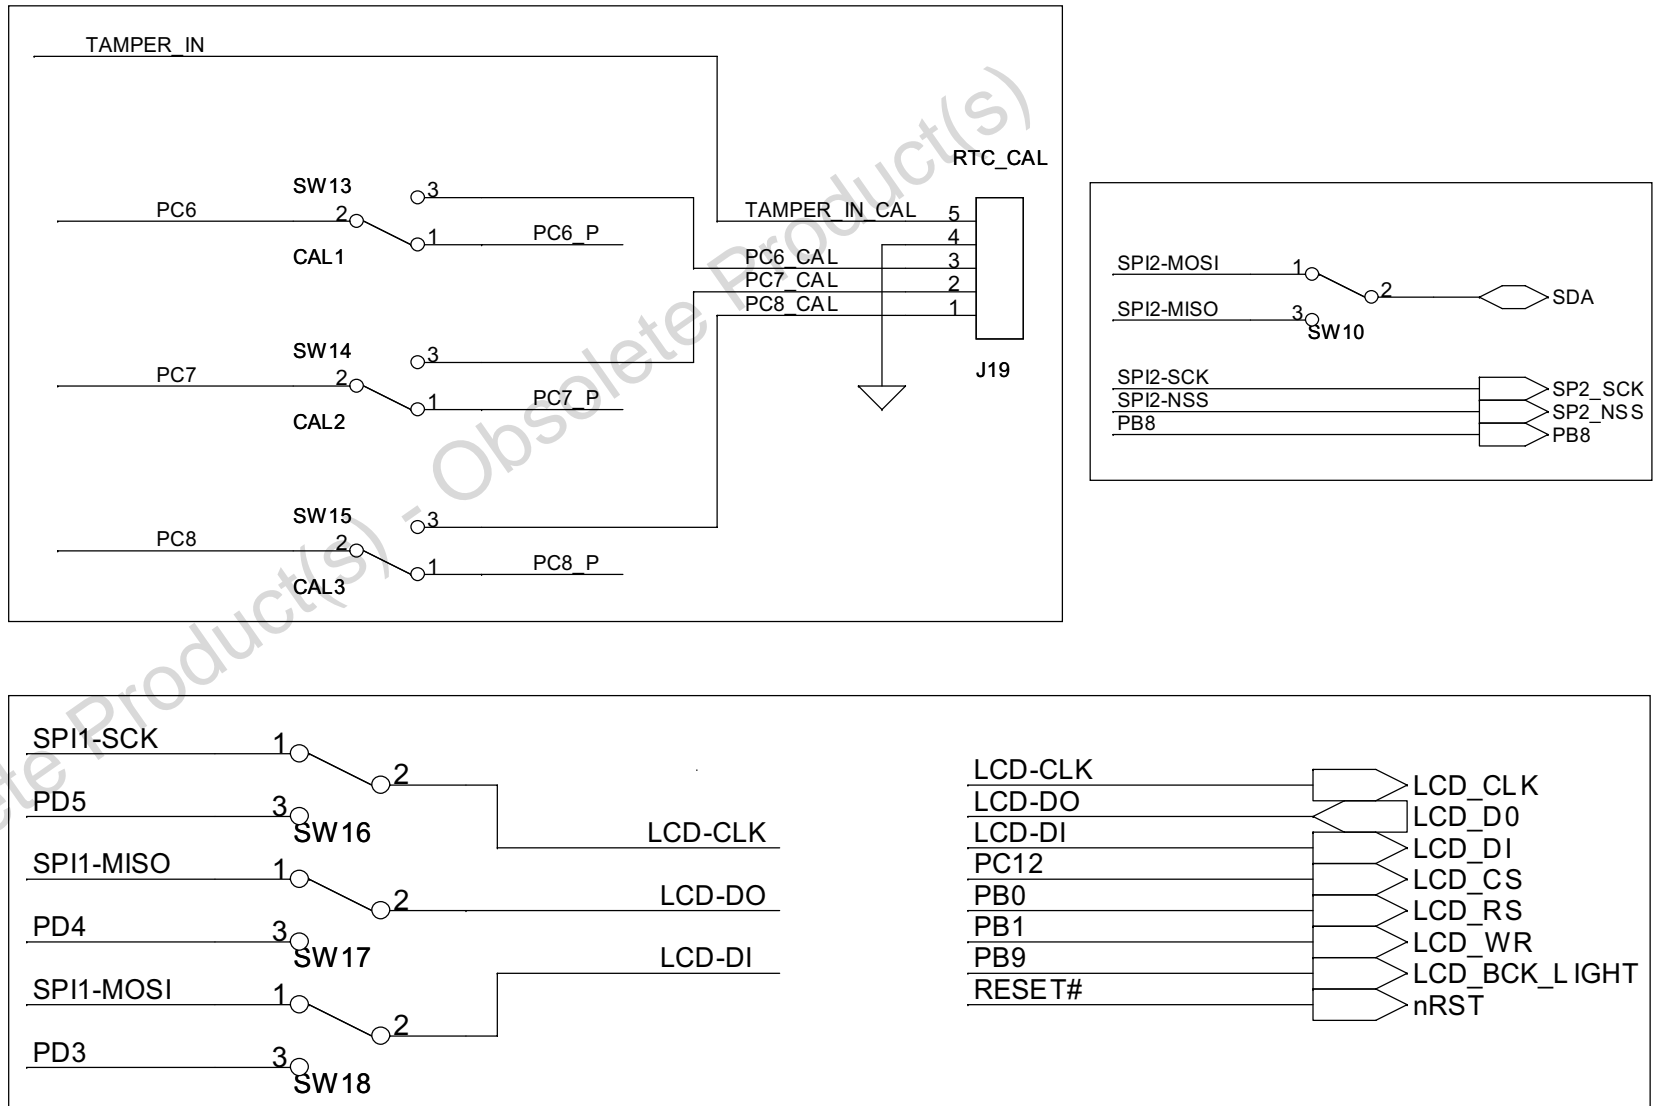 TAMPER_IN
RTC_CAL
SW13
3
PC6
2
1
PC6_P
CAL1
TAMPER_IN_CAL
5
4
PC6_CAL
3
PC7_CAL
2
PC8_CAL
1
J19
SW14
3
PC7
2
1
PC7_P
CAL2
SW15
3
PC8
2
1
PC8_P
CAL3
SPI2-MOSI
1
2
SDA
SPI2-MISO
3
SW10
SPI2-SCK
SP2_SCK
SPI2-NSS
SP2_NSS
PB8
PB8
Obsolete Product(s) - Obsolete Product(s)
SPI1-SCK
1
2
PD5
3
SW16
LCD-CLK
SPI1-MISO
1
2
LCD-DO
PD4
3
SW17
LCD-DI
SPI1-MOSI
1
2
PD3
3
SW18
LCD-CLK
LCD_CLK
LCD-DO
LCD_D0
LCD-DI
LCD_DI
PC12
LCD_CS
PB0
LCD_RS
PB1
LCD_WR
PB9
LCD_BCK_LIGHT
RESET#
nRST